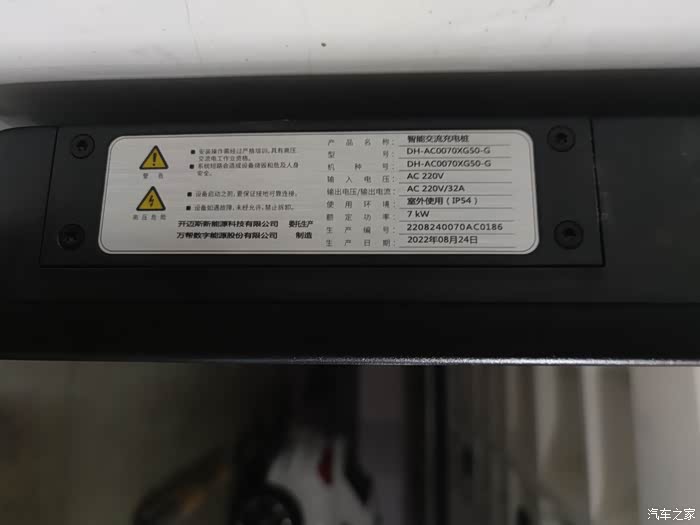 安装操作需经过严格培训,具有高压
交流电工作业资格。
系统短路会造成设备烧毁和危及人身
安全。
警 告
设备启动之前,要保证接地可靠连接。
设备如遇故障,未经允许,禁止拆卸。
高 压 危 险
开迈斯新能源科技有限公司 委托生产
万帮数字能源股份有限公司 制造
产 品 名 称: 智能交流充电桩
型 号: DH-AC0070XG50-G
机 种 号: DH-AC0070XG50-G
输 入 电 压: AC 220V
输出电压/输出电流: AC 220V/32A
使 用 环 境: 室外使用(IP54)
额 定 功 率: 7 kW
生 产 编 号: 2208240070AC0186
生 产 日 期: 2022年08月24日
汽车之家